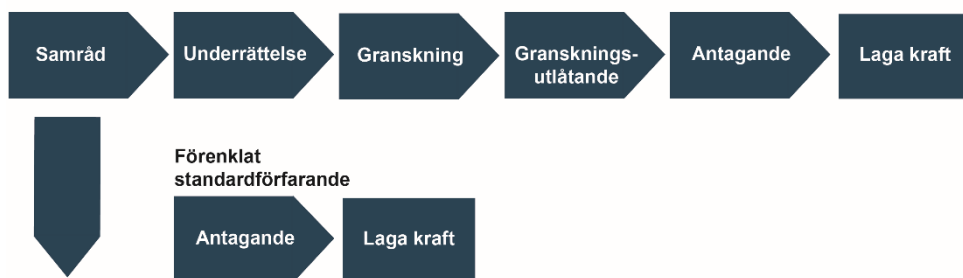 Samråd
Underrättelse
Granskning
Gransknings-
utlåtande
Antagande
Laga kraft
Förenklat
standardförfarande
Antagande
Laga kraft